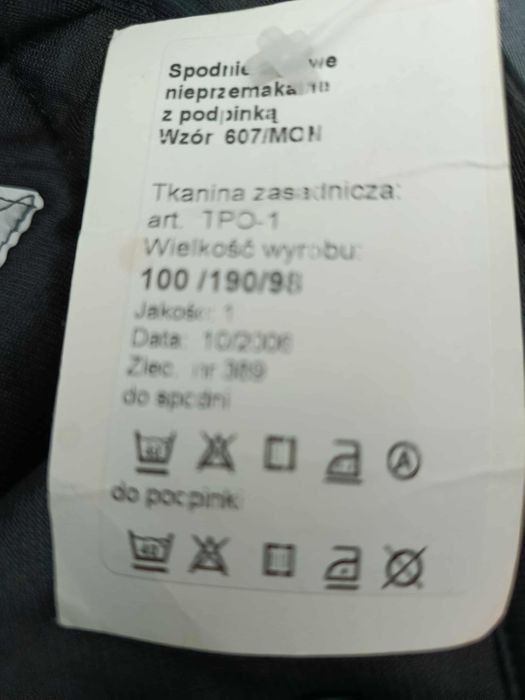 Spodnie
nieprzemakalne
z podpinką
Wzór 607/MON
Tkanina zasadnicza:
art. TPO-1
Wielkość wyrobu:
100 /190/98
Jakość: 1
Data: 10/2006
Zlec. nr 389
do spodni
do podpinki